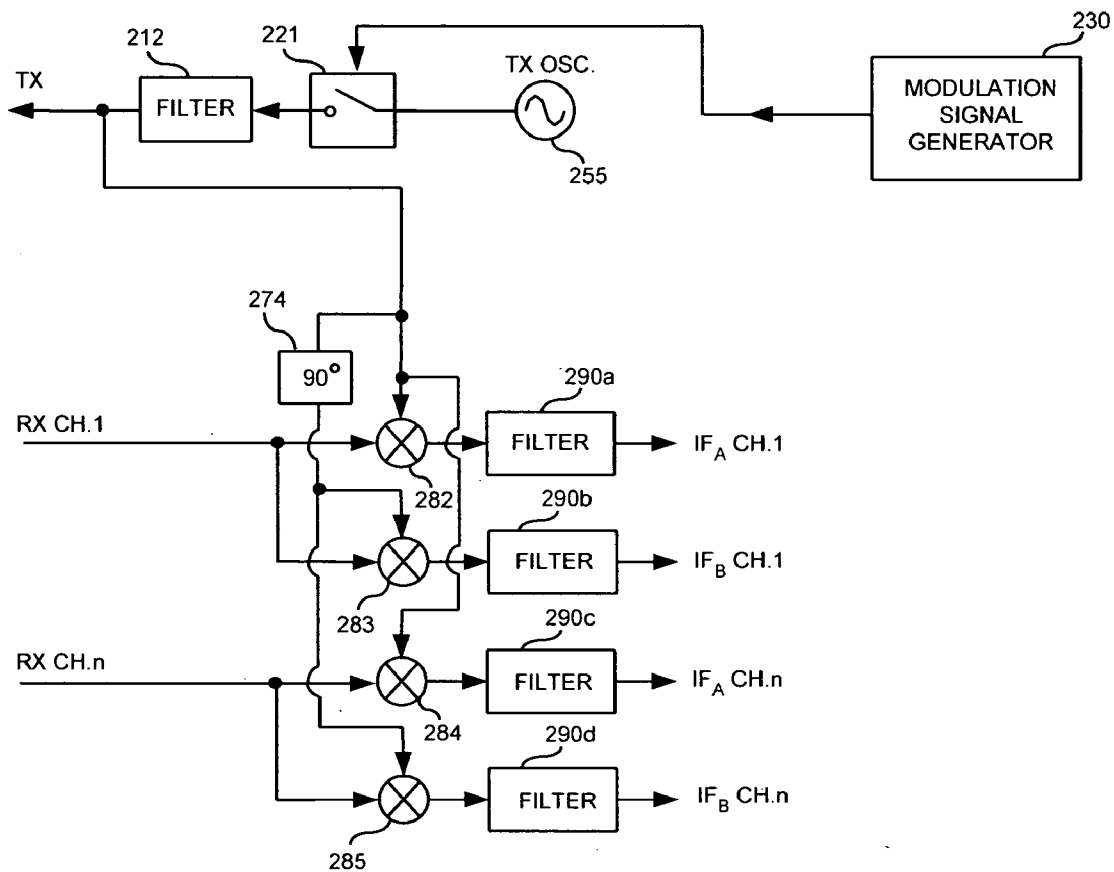 212
221
230
TX
FILTER
TX OSC.
255
MODULATION
SIGNAL
GENERATOR
274
90°
290a
RX CH.1
FILTER
IF_A CH.1
282
290b
FILTER
IF_B CH.1
283
290c
RX CH.n
FILTER
IF_A CH.n
284
290d
FILTER
IF_B CH.n
285